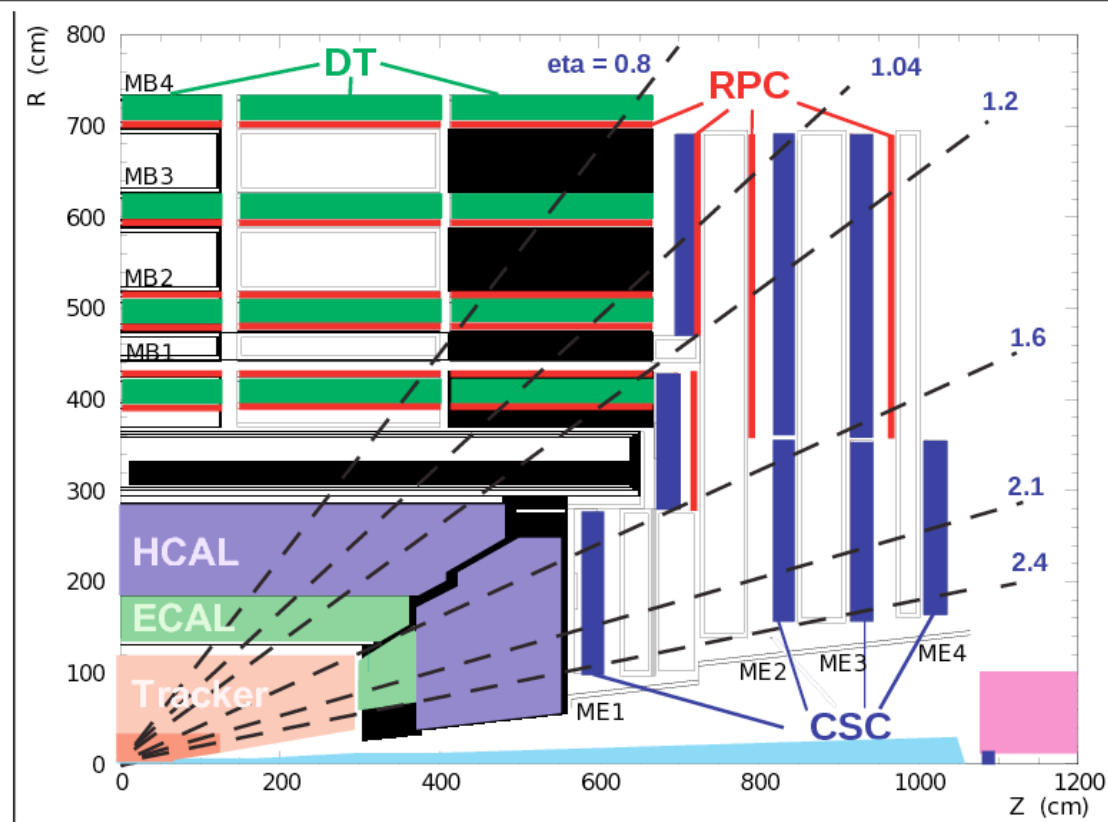 R (cm)
800
700
600
500
400
300
200
100
0
MB4
MB3
MB2
MB1
DT
eta = 0.8
RPC
1.04
1.2
1.6
2.1
2.4
HCAL
ECAL
Tracker
ME1
ME2
ME3
ME4
CSC
0
200
400
600
800
1000
1200
Z (cm)